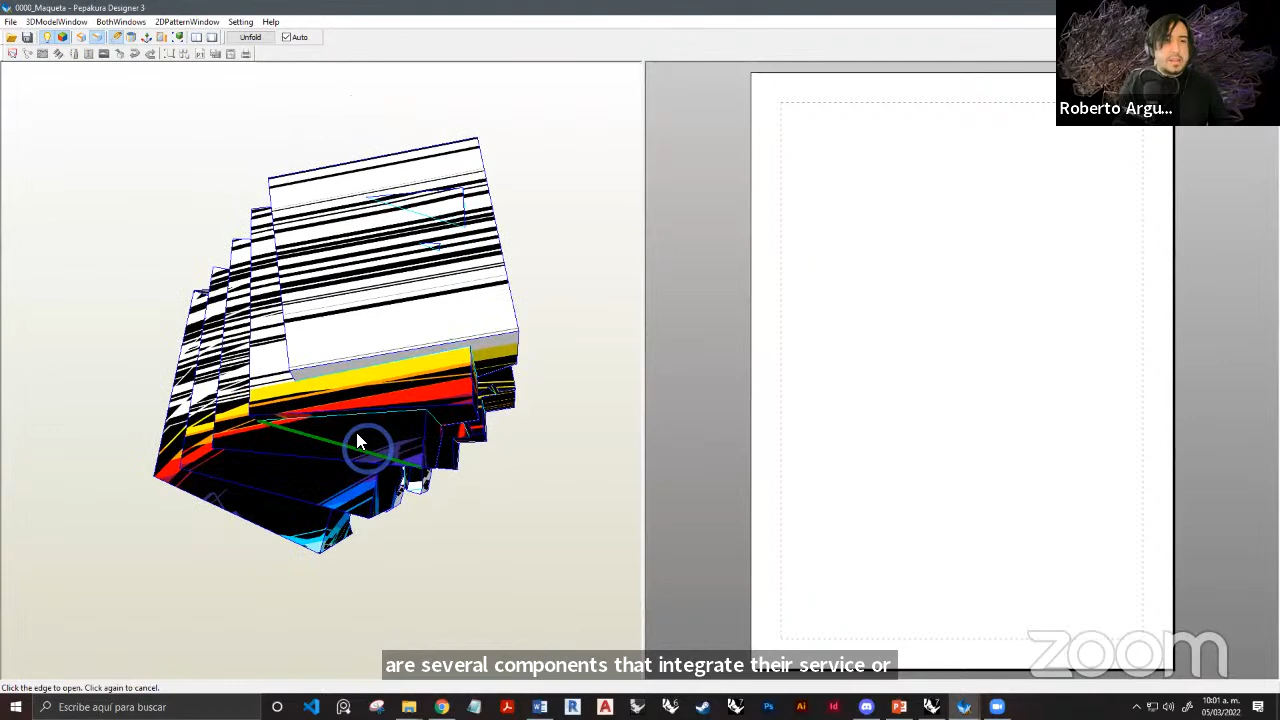 0000_Maqueta - Pepakura Designer 3
File 3DModelWindow BothWindows 2DPatternWindow Setting Help
Unfold Auto
Roberto Argu...
zoom
are several components that integrate their service or
Click the edge to open. Click again to cancel.
Escribe aquí para buscar
10:01 a. m.
05/03/2022